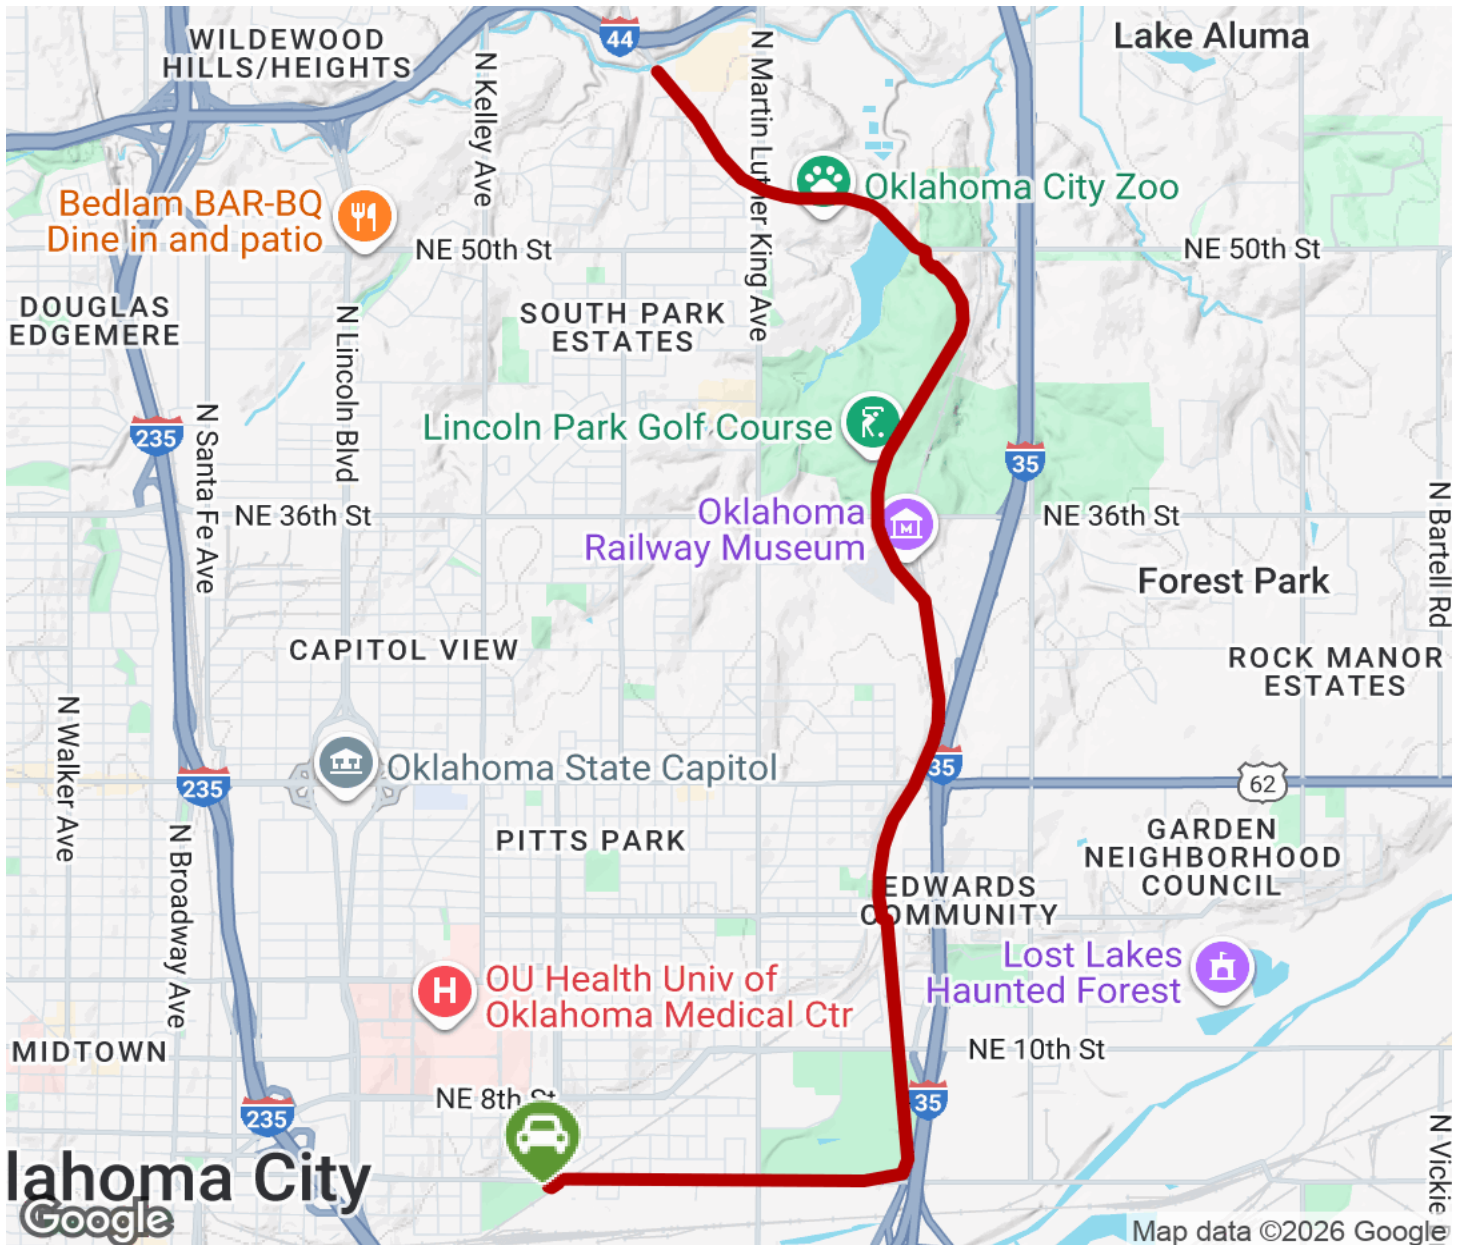 WILDEWOOD
HILLS/HEIGHTS
44
Lake Aluma
N Kelley Ave
N Martin Luther King Ave
Bedlam BAR-BQ
Dine in and patio
Oklahoma City Zoo
NE 50th St
NE 50th St
DOUGLAS
EDGEMERE
SOUTH PARK
ESTATES
N Lincoln Blvd
235
N Santa Fe Ave
Lincoln Park Golf Course
35
NE 36th St
Oklahoma
Railway Museum
M
NE 36th St
N Bartell Rd
Forest Park
CAPITOL VIEW
ROCK MANOR
ESTATES
N Walker Ave
235
Oklahoma State Capitol
35
62
N Broadway Ave
PITTS PARK
GARDEN
NEIGHBORHOOD
COUNCIL
EDWARDS
COMMUNITY
H
OU Health Univ of
Oklahoma Medical Ctr
Lost Lakes
Haunted Forest
MIDTOWN
NE 10th St
NE 8th St
235
35
N Vickie
lahoma City
Google
Map data ©2026 Google